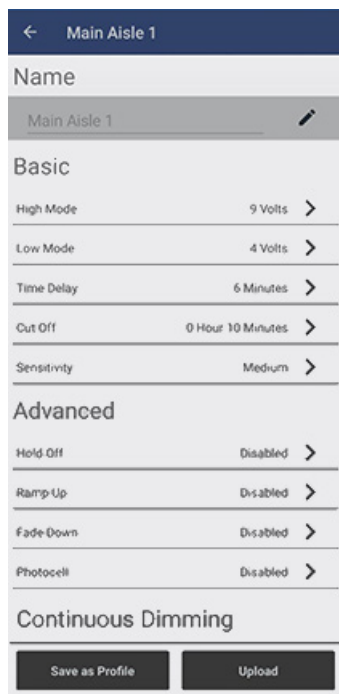 Main Aisle 1
Name
Main Aisle 1
Basic
High Mode 9 Volts
Low Mode 4 Volts
Time Delay 6 Minutes
Cut Off 0 Hour 10 Minutes
Sensitivity Medium
Advanced
Hold Off Disabled
Ramp Up Disabled
Fade Down Disabled
Photocell Disabled
Continuous Dimming
Save as Profile Upload